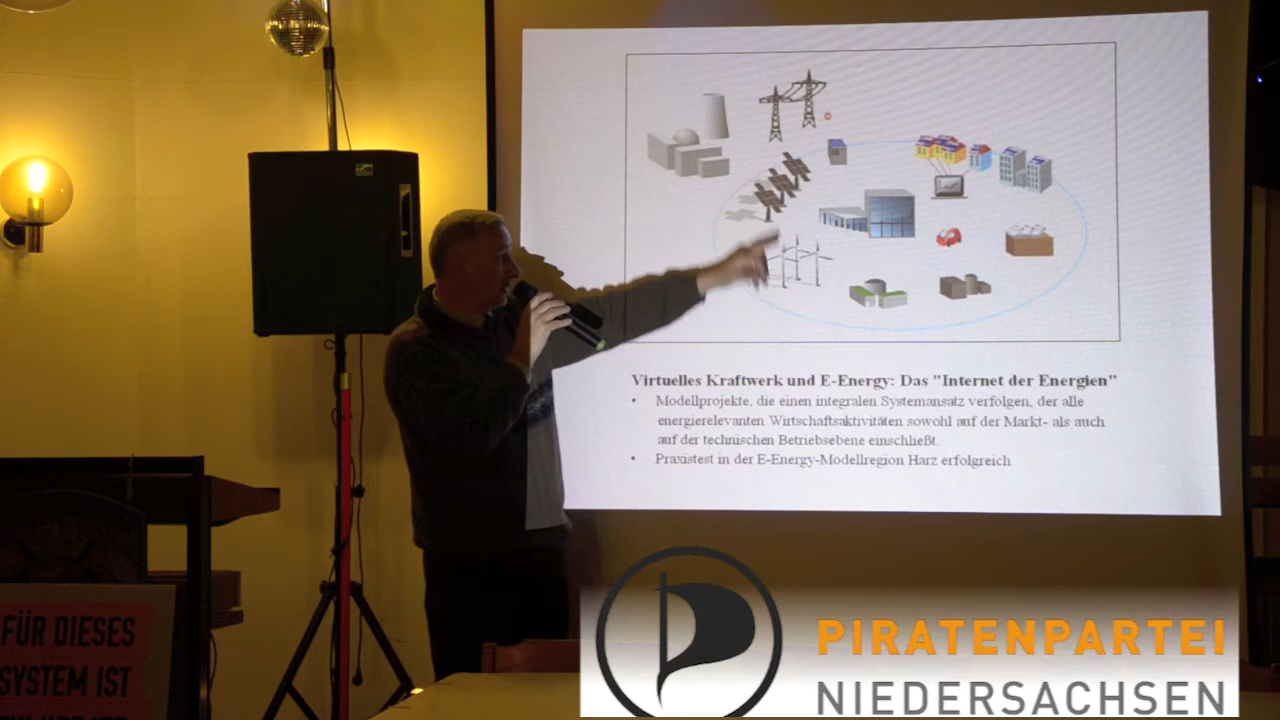 Virtuelles Kraftwerk und E-Energy: Das "Internet der Energien"
• Modellprojekte, die einen integralen Systemansatz verfolgen, der alle
energierelevanten Wirtschaftsaktivitäten sowohl auf der Markt- als auch
auf der technischen Betriebsebene einschließt.
• Praxistest in der E-Energy-Modellregion Harz erfolgreich
FÜR DIESES
SYSTEM IST
PIRATENPARTEI
NIEDERSACHSEN